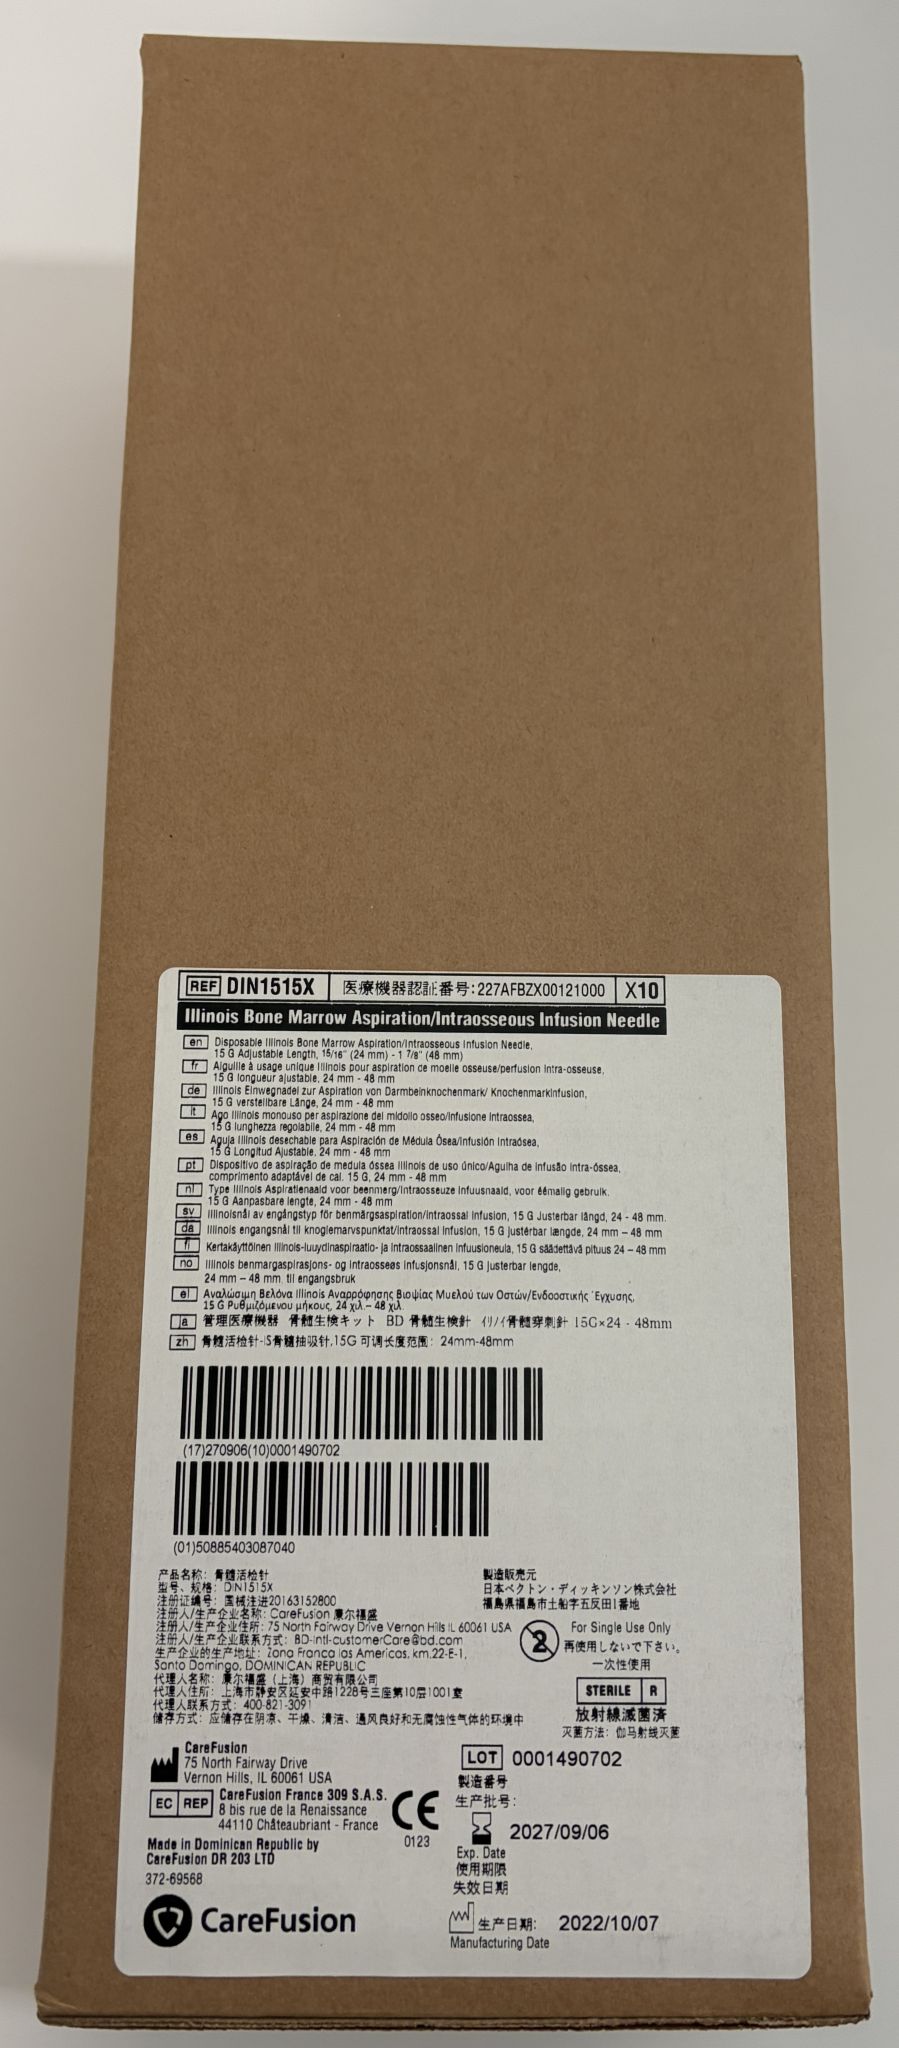 REF DIN1515X 医療機器認証番号:227AFBZX00121000 X10
Illinois Bone Marrow Aspiration/Intraosseous Infusion Needle
en Disposable Illinois Bone Marrow Aspiration/Intraosseous Infusion Needle,
15 G Adjustable Length, 15/16" (24 mm) - 1 7/8" (48 mm)
fr Aiguille à usage unique Illinois pour aspiration de moelle osseuse/perfusion intra-osseuse,
15 G longueur ajustable, 24 mm - 48 mm
de Illinois Einwegnadel zur Aspiration von Darmbeinknochenmark/ Knochenmarkinfusion,
15 G verstellbare Länge, 24 mm - 48 mm
it Ago Illinois monouso per aspirazione del midollo osseo/infusione intraossea,
15 G lunghezza regolabile, 24 mm - 48 mm
es Aguja Illinois desechable para Aspiración de Médula Ósea/Infusión Intraósea,
15 G Longitud Ajustable, 24 mm - 48 mm
pt Dispositivo de aspiração de medula óssea Illinois de uso único/Agulha de infusão intra-óssea,
comprimento adaptável de cal. 15 G, 24 mm - 48 mm
nl Type Illinois Aspiratienaald voor beenmerg/intraosseuze infuusnaald, voor éémalig gebruik.
15 G Aanpasbare lengte, 24 mm - 48 mm
sv Illinoisnål av engångstyp för benmärgsaspiration/intraossal infusion, 15 G Justerbar längd, 24 - 48 mm.
da Illinois engangsnål til knoglemarvspunktat/intraossal infusion, 15 G justérbar længde, 24 mm – 48 mm
fi Kertakäyttöinen Illinois-luuydinaspiraatio- ja intraossaalinen infuusioneula, 15 G säädettävä pituus 24 – 48 mm
no Illinois benmargaspirasjons- og intraosseøs infusjonsnål, 15 G justerbar lengde,
24 mm – 48 mm, til engangsbruk
el Αναλώσιμη Βελόνα Illinois Αναρρόφησης Βιοψίας Μυελού των Οστών/Ενδοοστικής Έγχυσης,
15 G Ρυθμιζόμενου μήκους, 24 χιλ.– 48 χιλ.
ja 管理医療機器 骨髄生検キット BD 骨髄生検針 イリノイ骨髄穿刺針 15G×24 - 48mm
zh 骨髓活检针-IS骨髓抽吸针,15G 可调长度范围: 24mm-48mm
(17)270906(10)0001490702
(01)50885403087040
产品名称: 骨髓活检针
型号、规格: DIN1515X
注册证编号: 国械注进20163152800
注册人/生产企业名称: CareFusion 康尔福盛
注册人/生产企业住所: 75 North Fairway Drive Vernon Hills IL 60061 USA
注册人/生产企业联系方式: BD-intl-customerCare@bd.com
生产企业的生产地址: Zona Franca las Americas, km.22-E-1,
Santo Domingo, DOMINICAN REPUBLIC
代理人名称: 康尔福盛（上海）商贸有限公司
代理人住所: 上海市静安区延安中路1228号三座第10层1001室
代理人联系方式: 400-821-3091
储存方式: 应储存在阴凉、干燥、清洁、通风良好和无腐蚀性气体的环境中
製造販売元
日本ベクトン・ディッキンソン株式会社
福島県福島市土船字五反田1番地
2 For Single Use Only
再使用しないで下さい。
一次性使用
STERILE R
放射線滅菌済
灭菌方法: 伽马射线灭菌
CareFusion
75 North Fairway Drive
Vernon Hills, IL 60061 USA
EC REP CareFusion France 309 S.A.S.
8 bis rue de la Renaissance
44110 Châteaubriant - France
CE
0123
Made in Dominican Republic by
CareFusion DR 203 LTD
372-69568
CareFusion
LOT 0001490702
製造番号
生产批号:
2027/09/06
Exp. Date
使用期限
失效日期
生产日期: 2022/10/07
Manufacturing Date